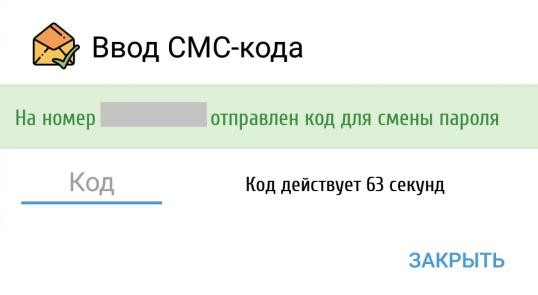 Ввод СМС-кода
На номер отправлен код для смены пароля
Код Код действует 63 секунд
ЗАКРЫТЬ